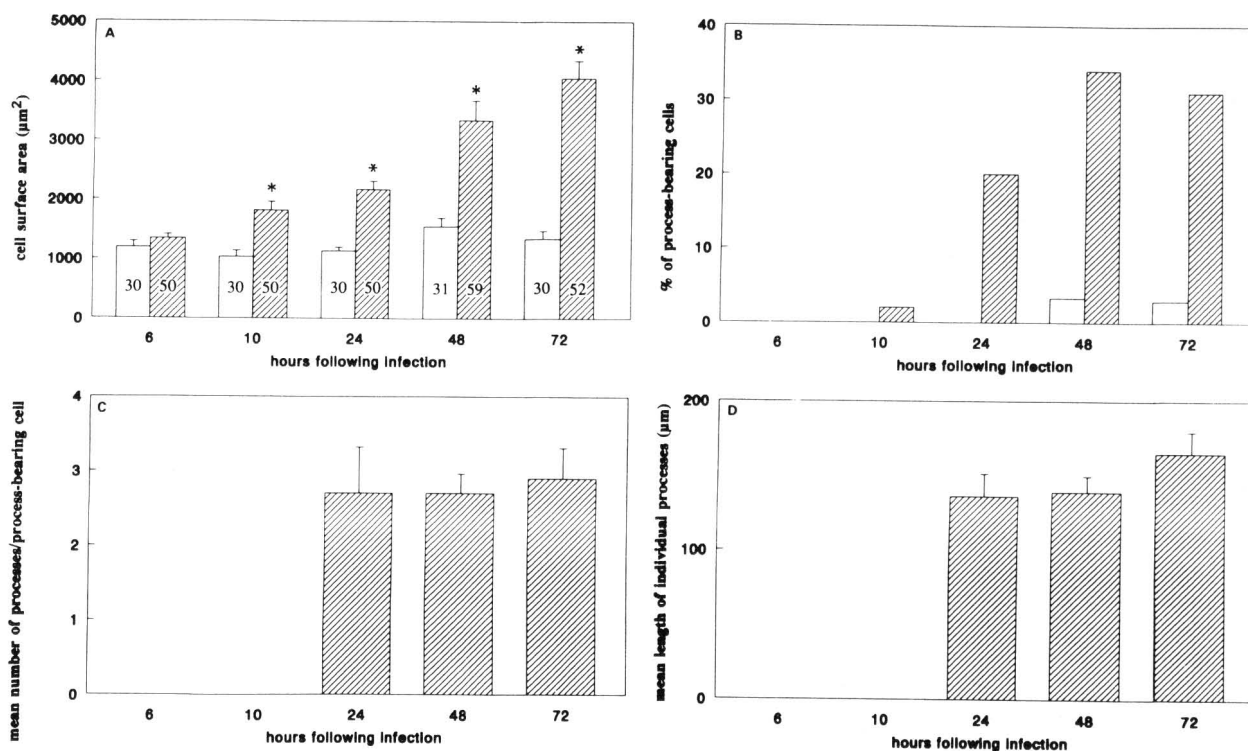 A
5000
4000
3000
2000
1000
0
cell surface area (µm²)
* * * *
30 50 30 50 30 50 31 59 30 52
6 10 24 48 72
hours following infection
B
40
30
20
10
0
% of process-bearing cells
6 10 24 48 72
hours following infection
C
4
3
2
1
0
mean number of processes/process-bearing cell
6 10 24 48 72
hours following infection
D
200
100
0
mean length of individual processes (µm)
6 10 24 48 72
hours following infection